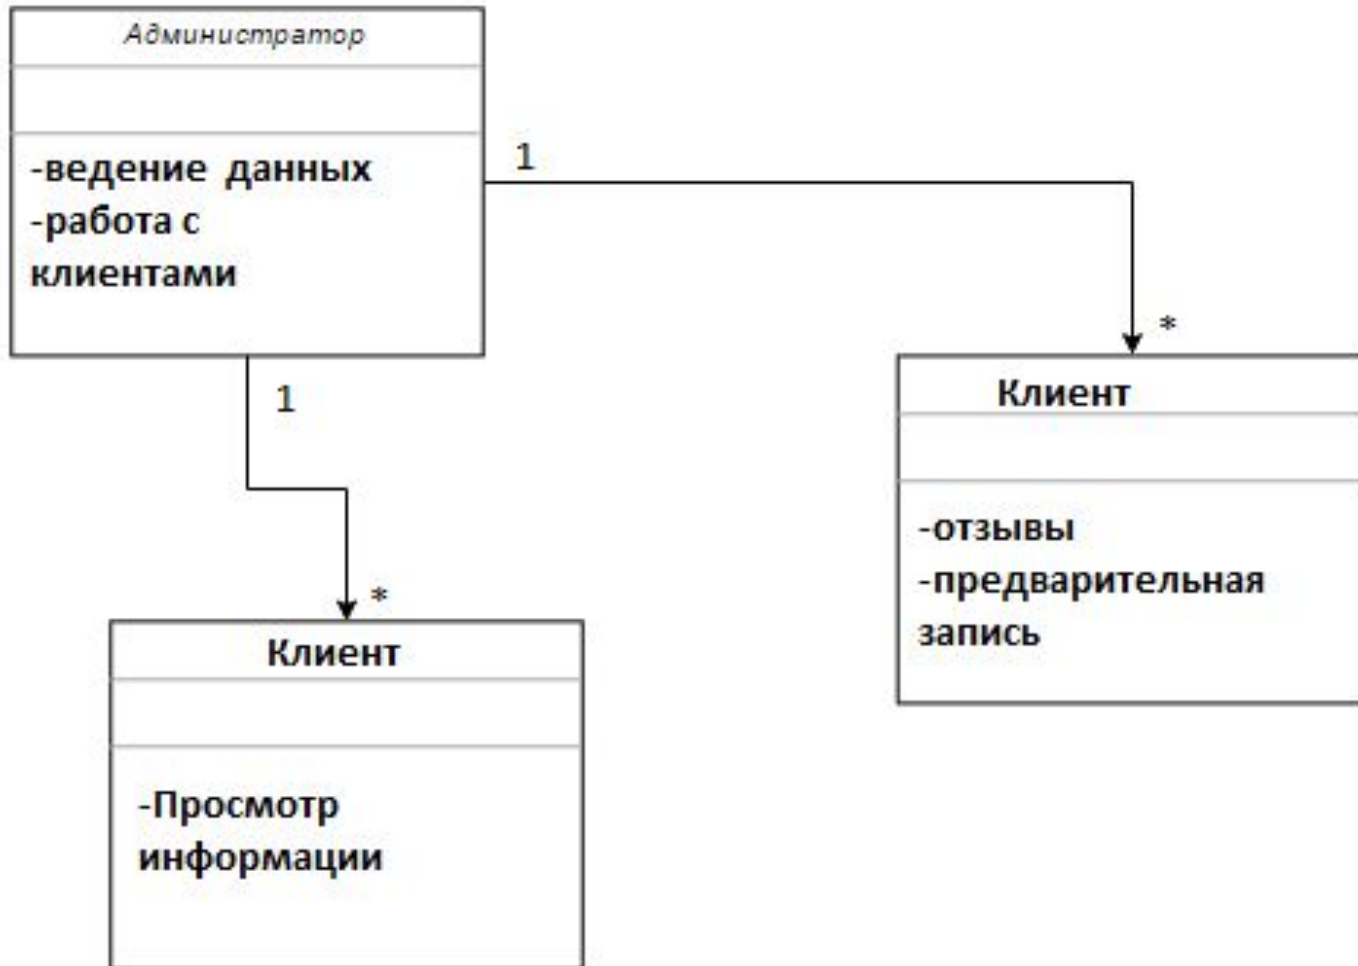 Администратор
-ведение данных
-работа с
клиентами
1
*
1
*
Клиент
-отзывы
-предварительная
запись
Клиент
-Просмотр
информации